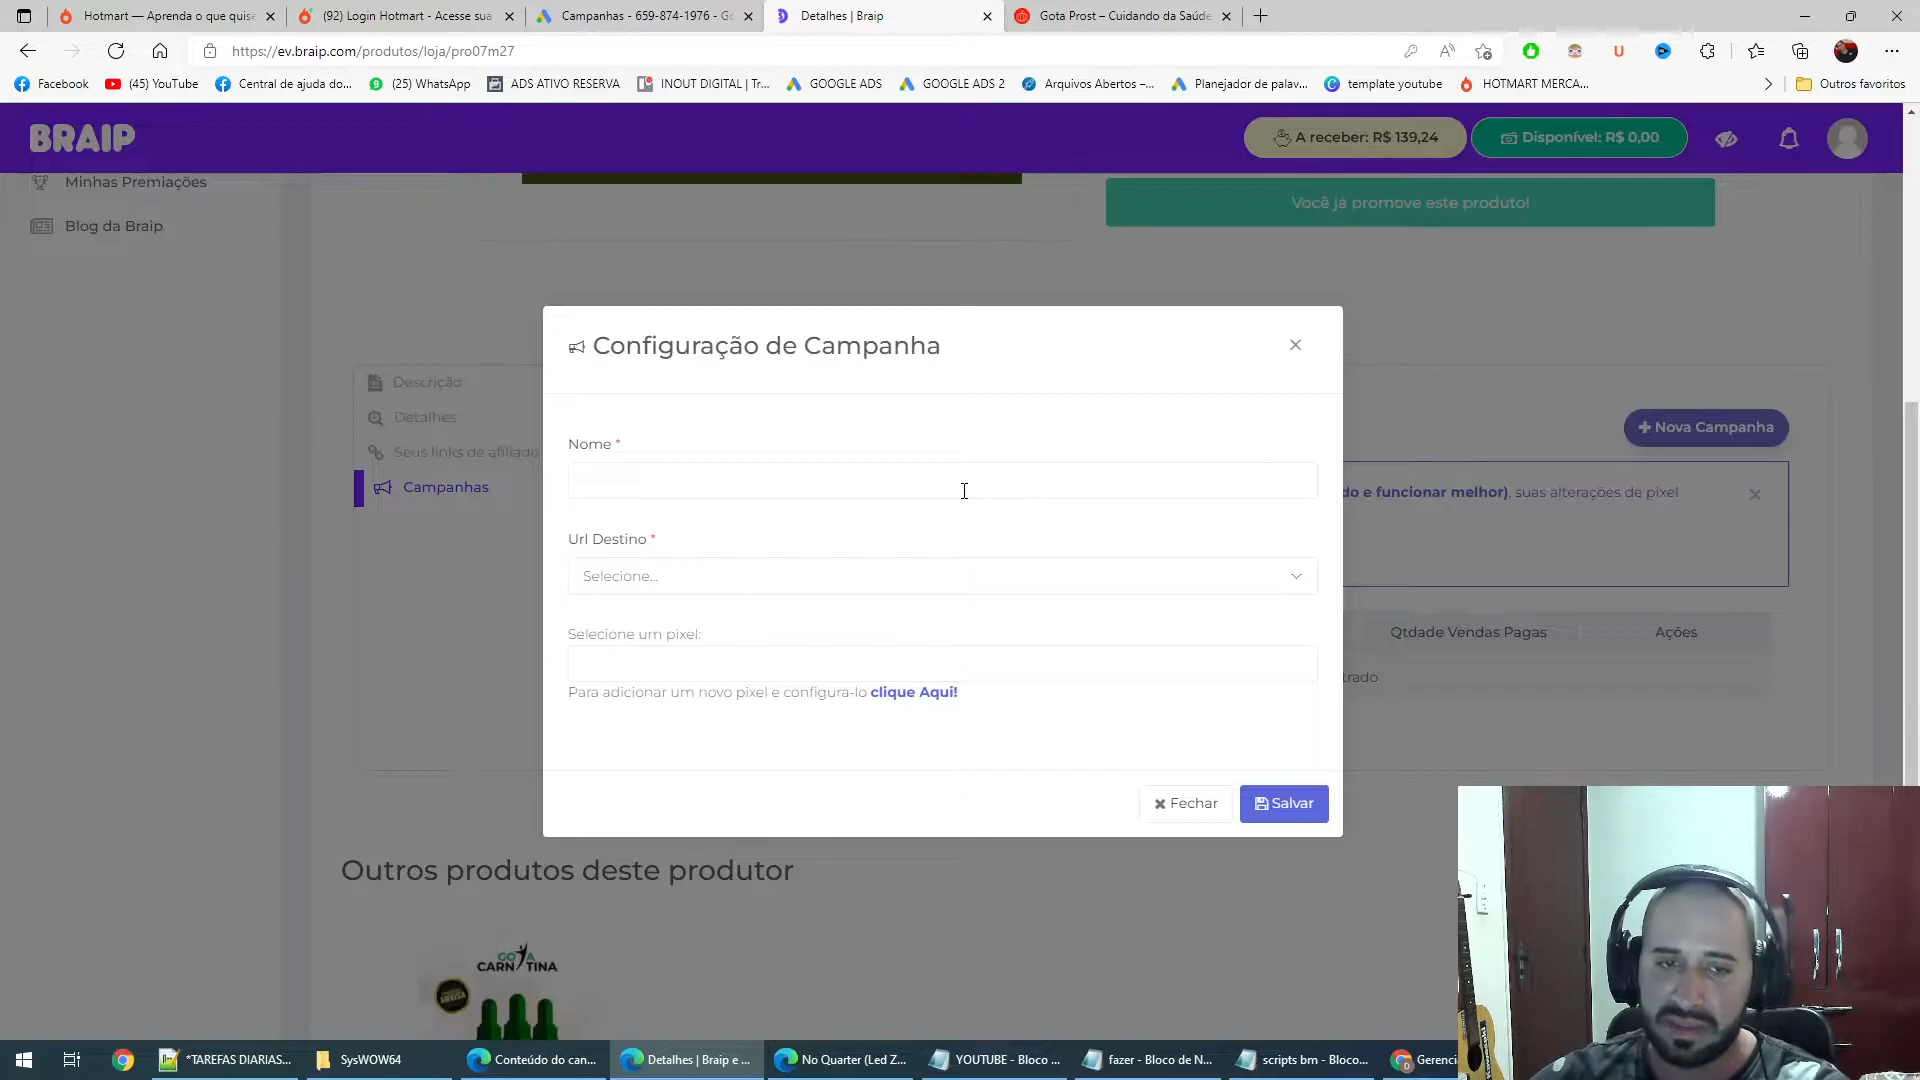 Hotmart — Aprenda o que quise
(92) Login Hotmart - Acesse sua
Campanhas - 659-874-1976 - Go
Detalhes | Braip
Gota Prost – Cuidando da Saúde
https://ev.braip.com/produtos/loja/pro07m27
Facebook
(45) YouTube
Central de ajuda do...
(25) WhatsApp
ADS ATIVO RESERVA
INOUT DIGITAL | Tr...
GOOGLE ADS
GOOGLE ADS 2
Arquivos Abertos –...
Planejador de palav...
template youtube
HOTMART MERCA...
Outros favoritos
BRAIP
A receber: R$ 139,24
Disponível: R$ 0,00
Minhas Premiações
Blog da Braip
Você já promove este produto!
Configuração de Campanha
Descrição
Detalhes
Seus links de afiliado
Campanhas
+ Nova Campanha
do e funcionar melhor), suas alterações de pixel
Nome *
Url Destino *
Selecione...
Selecione um pixel:
Para adicionar um novo pixel e configura-lo clique Aqui!
Qtdade Vendas Pagas
Ações
trado
Fechar
Salvar
Outros produtos deste produtor
GOTA
CARNITINA
*TAREFAS DIARIAS...
SysWOW64
Conteúdo do can...
Detalhes | Braip e ...
No Quarter (Led Z...
YOUTUBE - Bloco ...
fazer - Bloco de N...
scripts bm - Bloco...
Gerenci